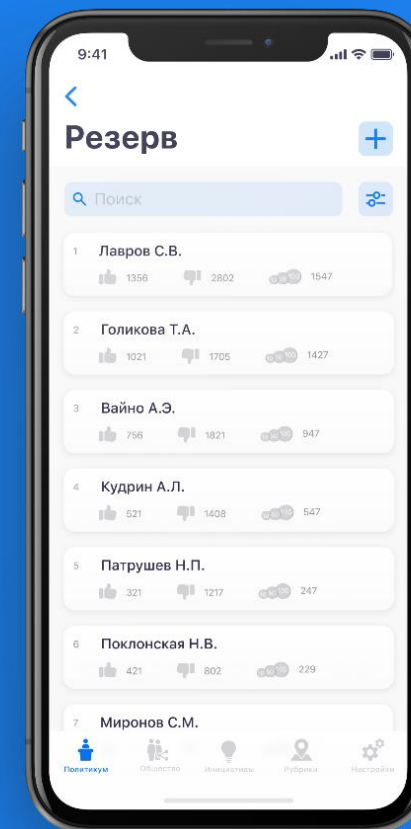 9:41
Резерв
Поиск
1 Лавров С.В.
1356 2802 1547
2 Голикова Т.А.
1021 1705 1427
3 Вайно А.Э.
756 1821 947
4 Кудрин А.Л.
521 1408 547
5 Патрушев Н.П.
321 1217 247
6 Поклонская Н.В.
421 802 229
7 Миронов С.М.
Политикум Общество Инициативы Рубрики Настройки